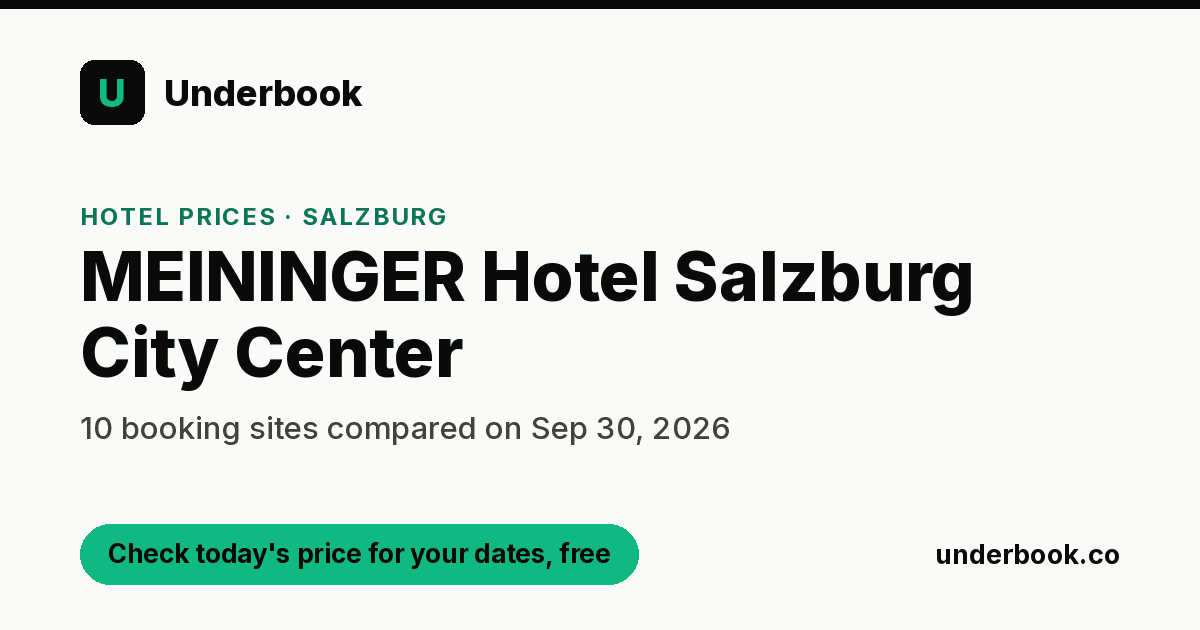 U Underbook
HOTEL PRICES · SALZBURG
MEININGER Hotel Salzburg
City Center
10 booking sites compared on Sep 30, 2026
Check today's price for your dates, free
underbook.co